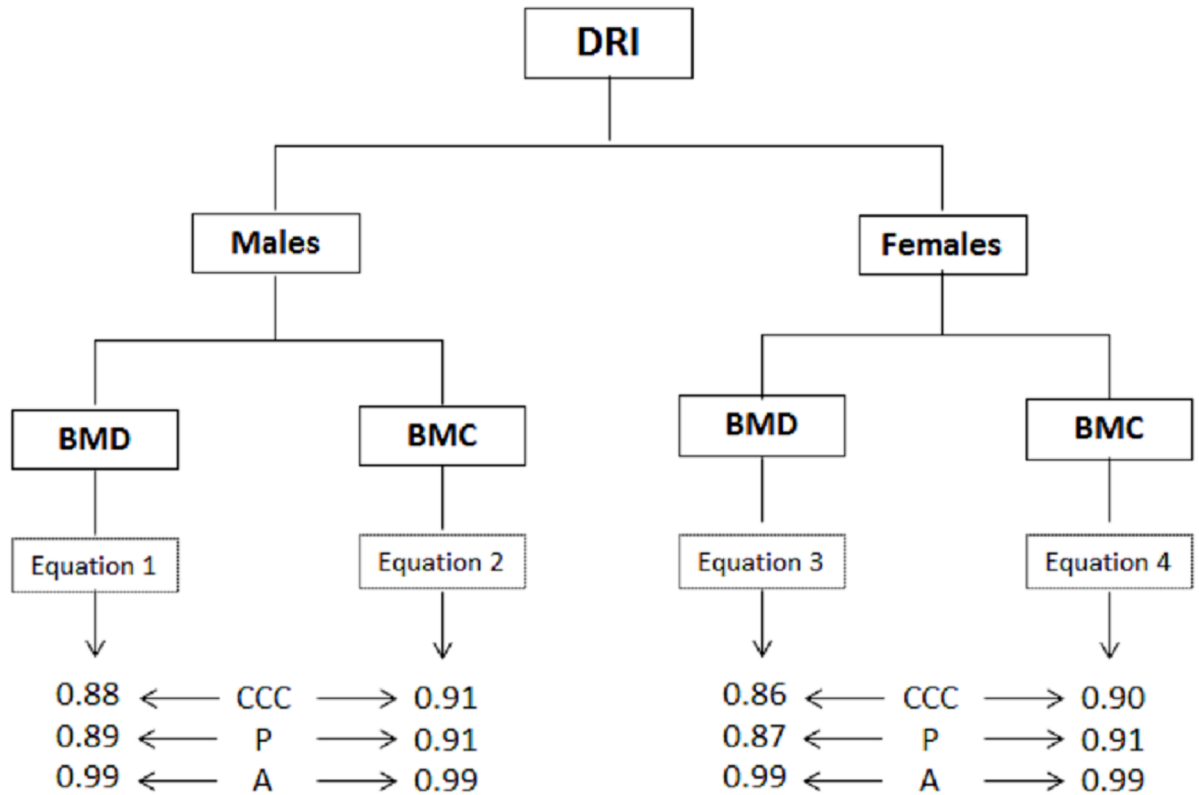 DRI
Males
Females
BMD
BMC
BMD
BMC
Equation 1
Equation 2
Equation 3
Equation 4
0.88 CCC 0.91
0.86 CCC 0.90
0.89 P 0.91
0.87 P 0.91
0.99 A 0.99
0.99 A 0.99